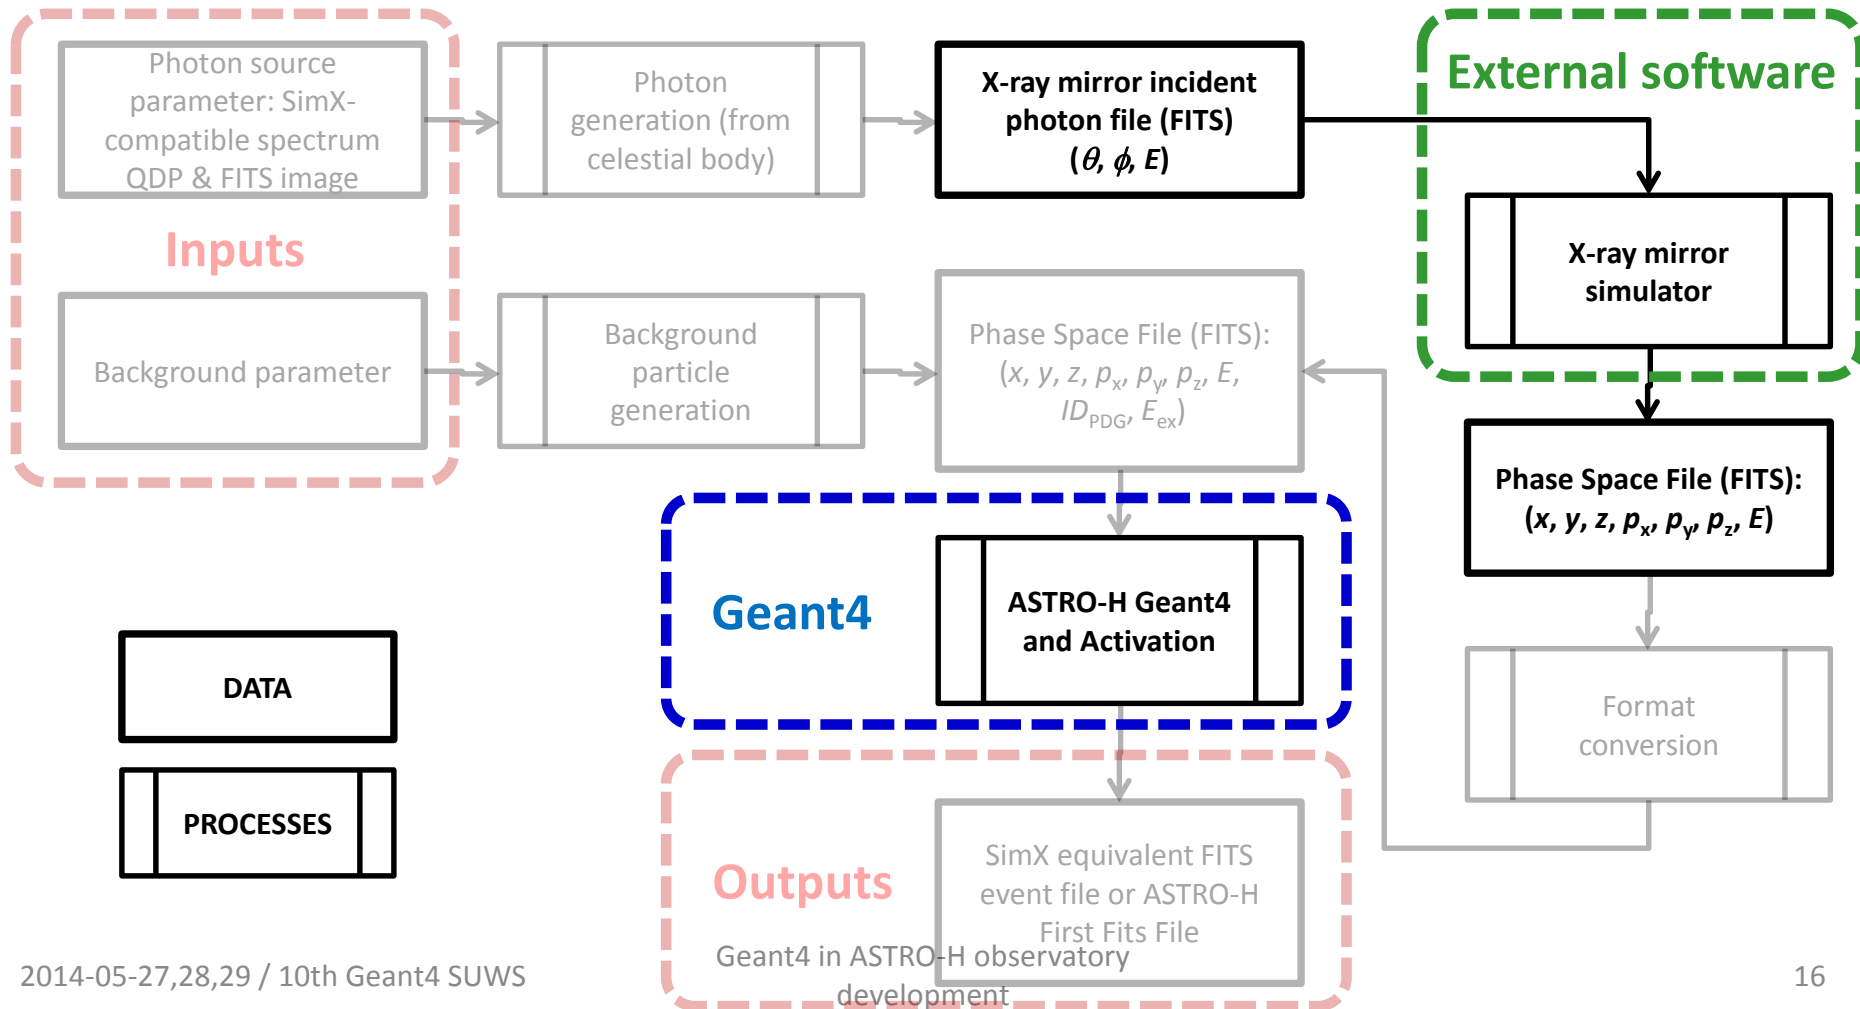 Photon source
parameter: SimX-
compatible spectrum
QDP & FITS image
Photon
generation (from
celestial body)
X-ray mirror incident
photon file (FITS)
(θ, ϕ, E)
External software
Inputs
X-ray mirror
simulator
Background parameter
Background
particle
generation
Phase Space File (FITS):
(x, y, z, px, py, pz, E,
IDPDG, Eex)
Phase Space File (FITS):
(x, y, z, px, py, pz, E)
Geant4
ASTRO-H Geant4
and Activation
DATA
Format
conversion
PROCESSES
Outputs
SimX equivalent FITS
event file or ASTRO-H
First Fits File
2014-05-27,28,29 / 10th Geant4 SUWS
Geant4 in ASTRO-H observatory
development
16